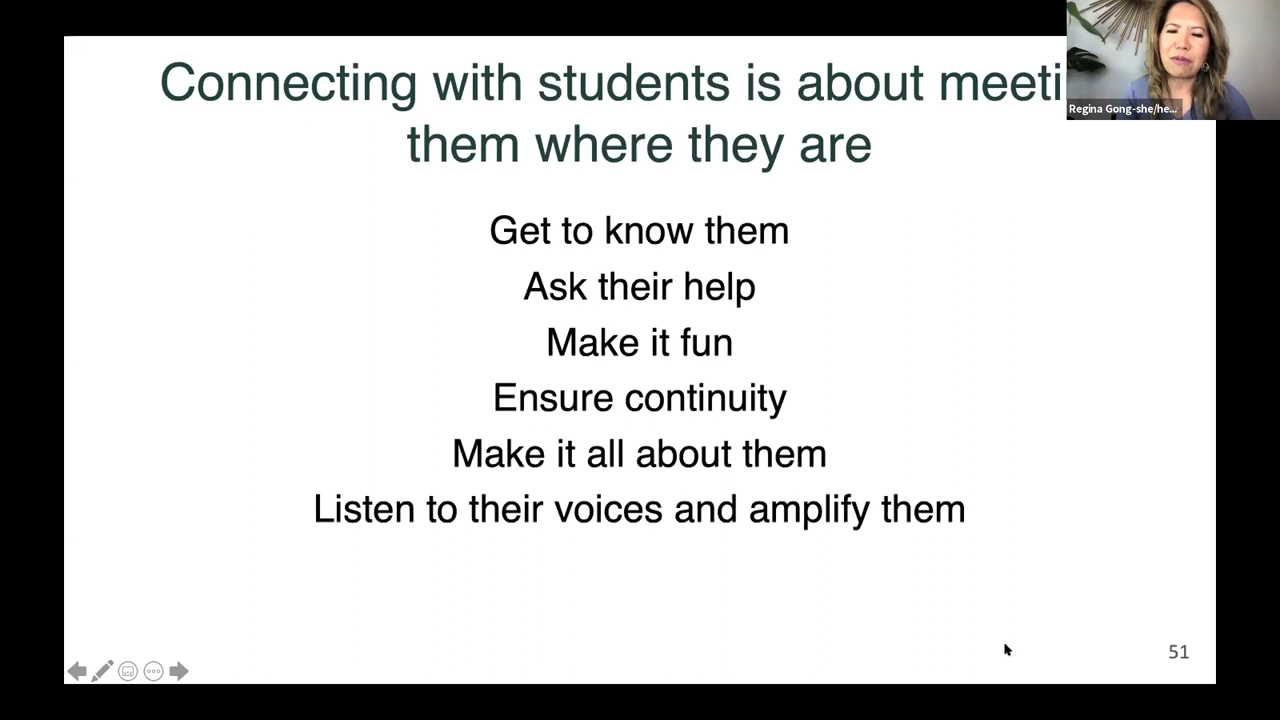 Connecting with students is about meeti
them where they are
Regina Gong-she/he...
Get to know them
Ask their help
Make it fun
Ensure continuity
Make it all about them
Listen to their voices and amplify them
51